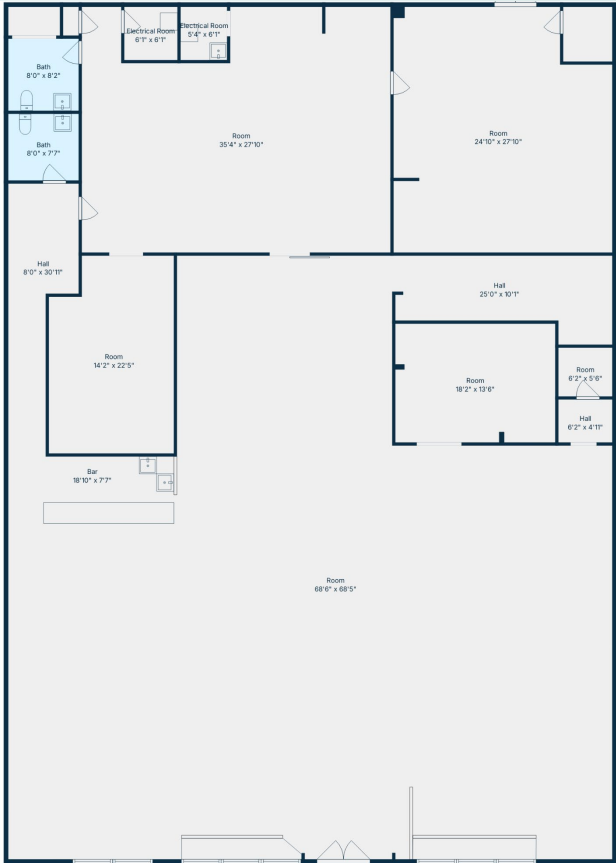 Electrical Room
6'1" x 6'1"
Electrical Room
5'4" x 6'1"
Bath
8'0" x 8'2"
Room
35'4" x 27'10"
Room
24'10" x 27'10"
Bath
8'0" x 7'7"
Hall
8'0" x 30'11"
Hall
25'0" x 10'1"
Room
14'2" x 22'5"
Room
18'2" x 13'6"
Room
6'2" x 5'6"
Hall
6'2" x 4'11"
Bar
18'10" x 7'7"
Room
68'6" x 68'5"